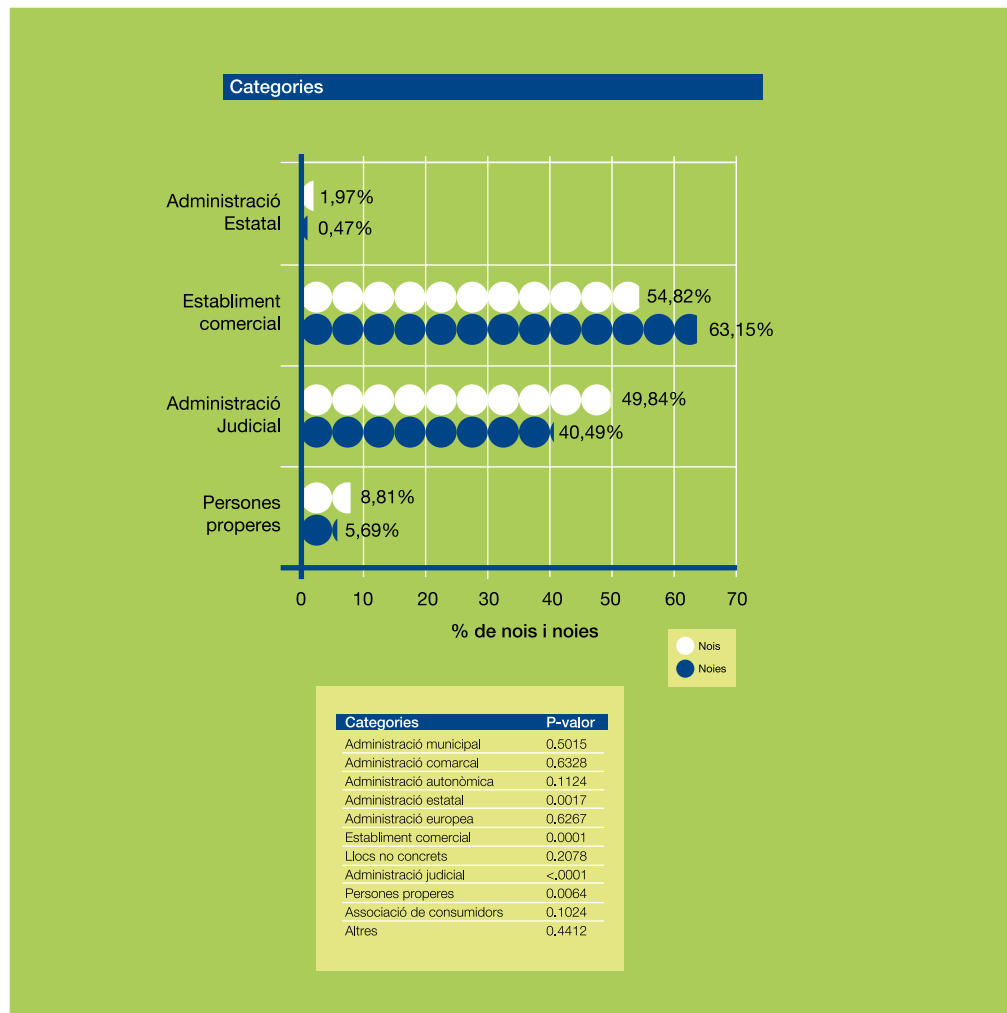 Categories
Administració
Estatal
1,97%
0,47%
Establiment
comercial
54,82%
63,15%
Administració
Judicial
49,84%
40,49%
Persones
properes
8,81%
5,69%
0 10 20 30 40 50 60 70
% de nois i noies
Nois
Noies
Categories P-valor
Administració municipal 0.5015
Administració comarcal 0.6328
Administració autonòmica 0.1124
Administració estatal 0.0017
Administració europea 0.6267
Establiment comercial 0.0001
Llocs no concrets 0.2078
Administració judicial <.0001
Persones properes 0.0064
Associació de consumidors 0.1024
Altres 0.4412